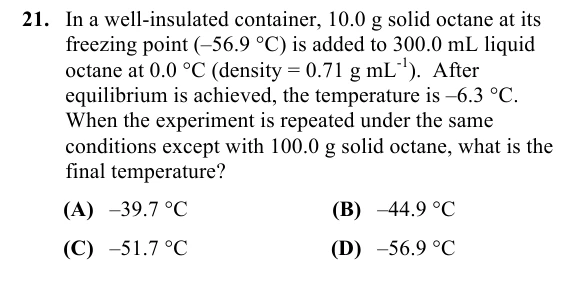 21. In a well-insulated container, 10.0 g solid octane at its
freezing point (–56.9 °C) is added to 300.0 mL liquid
octane at 0.0 °C (density = 0.71 g mL⁻¹). After
equilibrium is achieved, the temperature is –6.3 °C.
When the experiment is repeated under the same
conditions except with 100.0 g solid octane, what is the
final temperature?
(A) –39.7 °C (B) –44.9 °C
(C) –51.7 °C (D) –56.9 °C